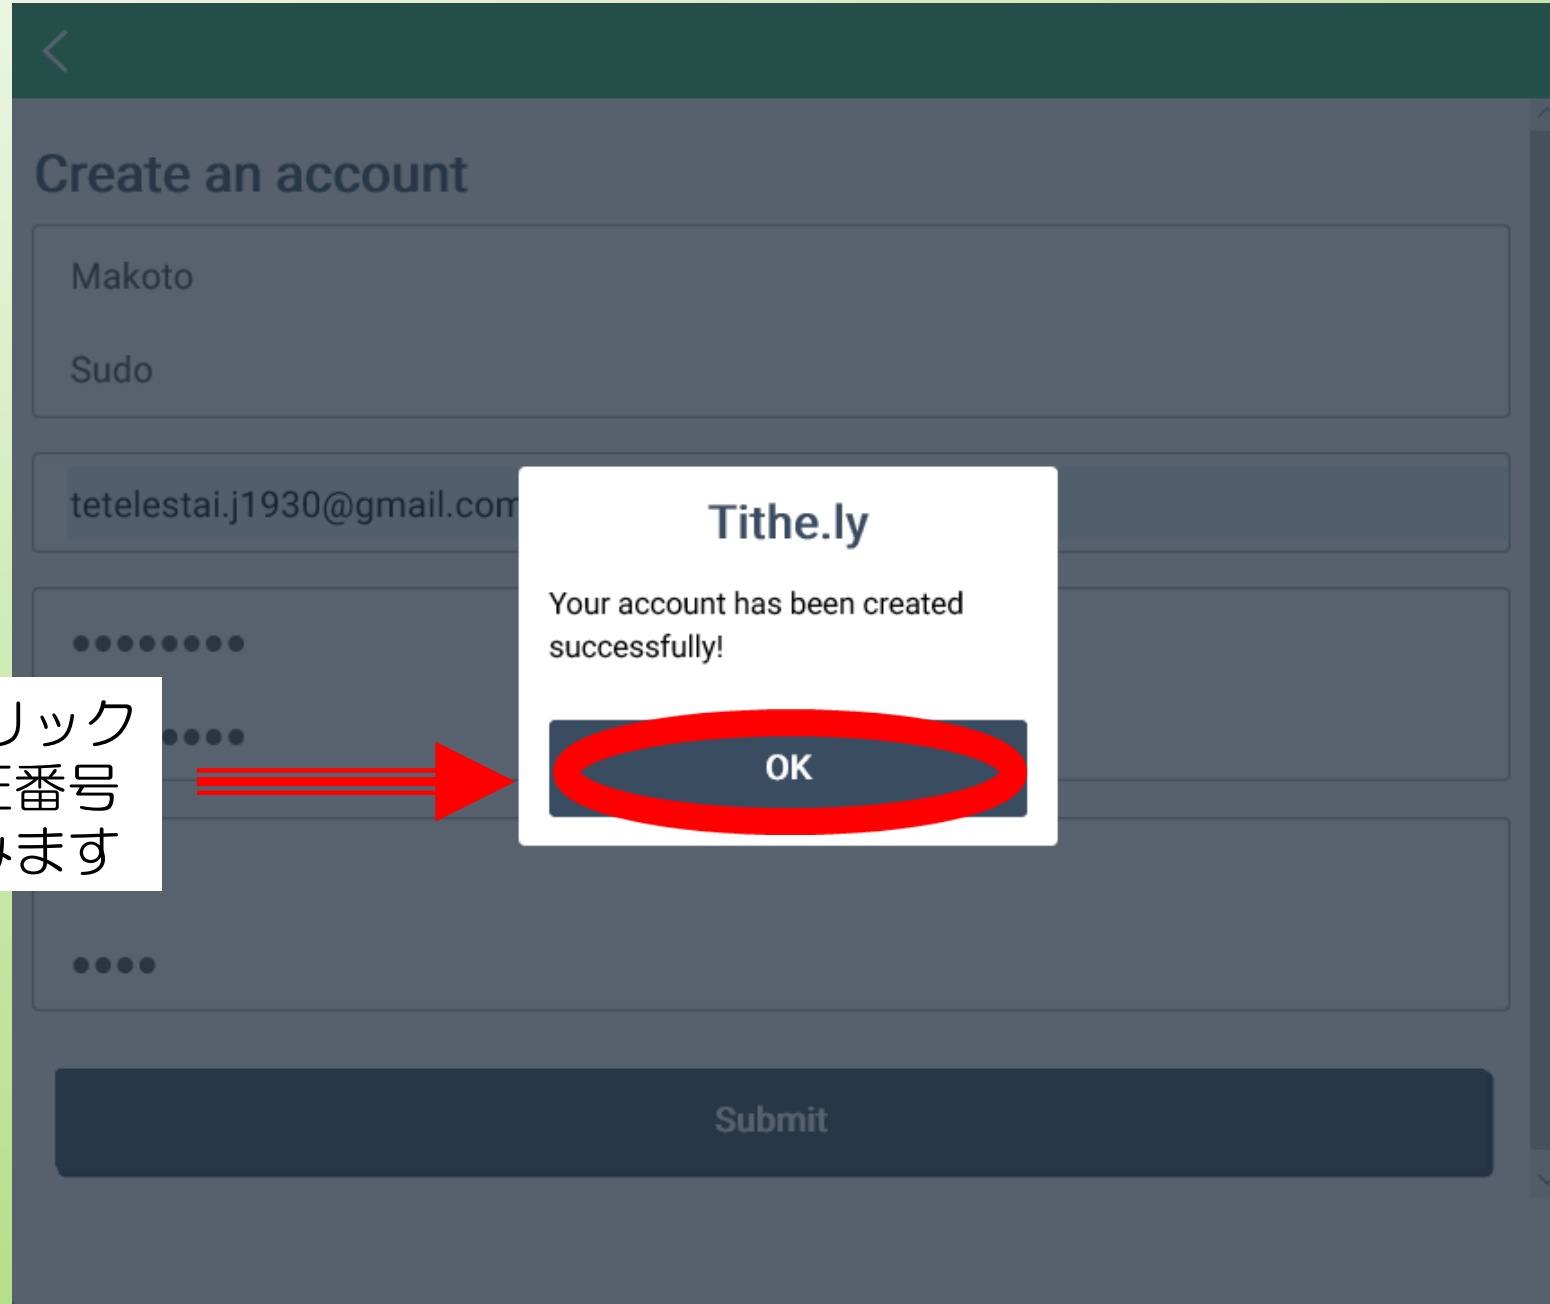 Create an account
Makoto
Sudo
tetelestai.j1930@gmail.com
Tithe.ly
Your account has been created
successfully!
OK
リック
番号
ます
Submit